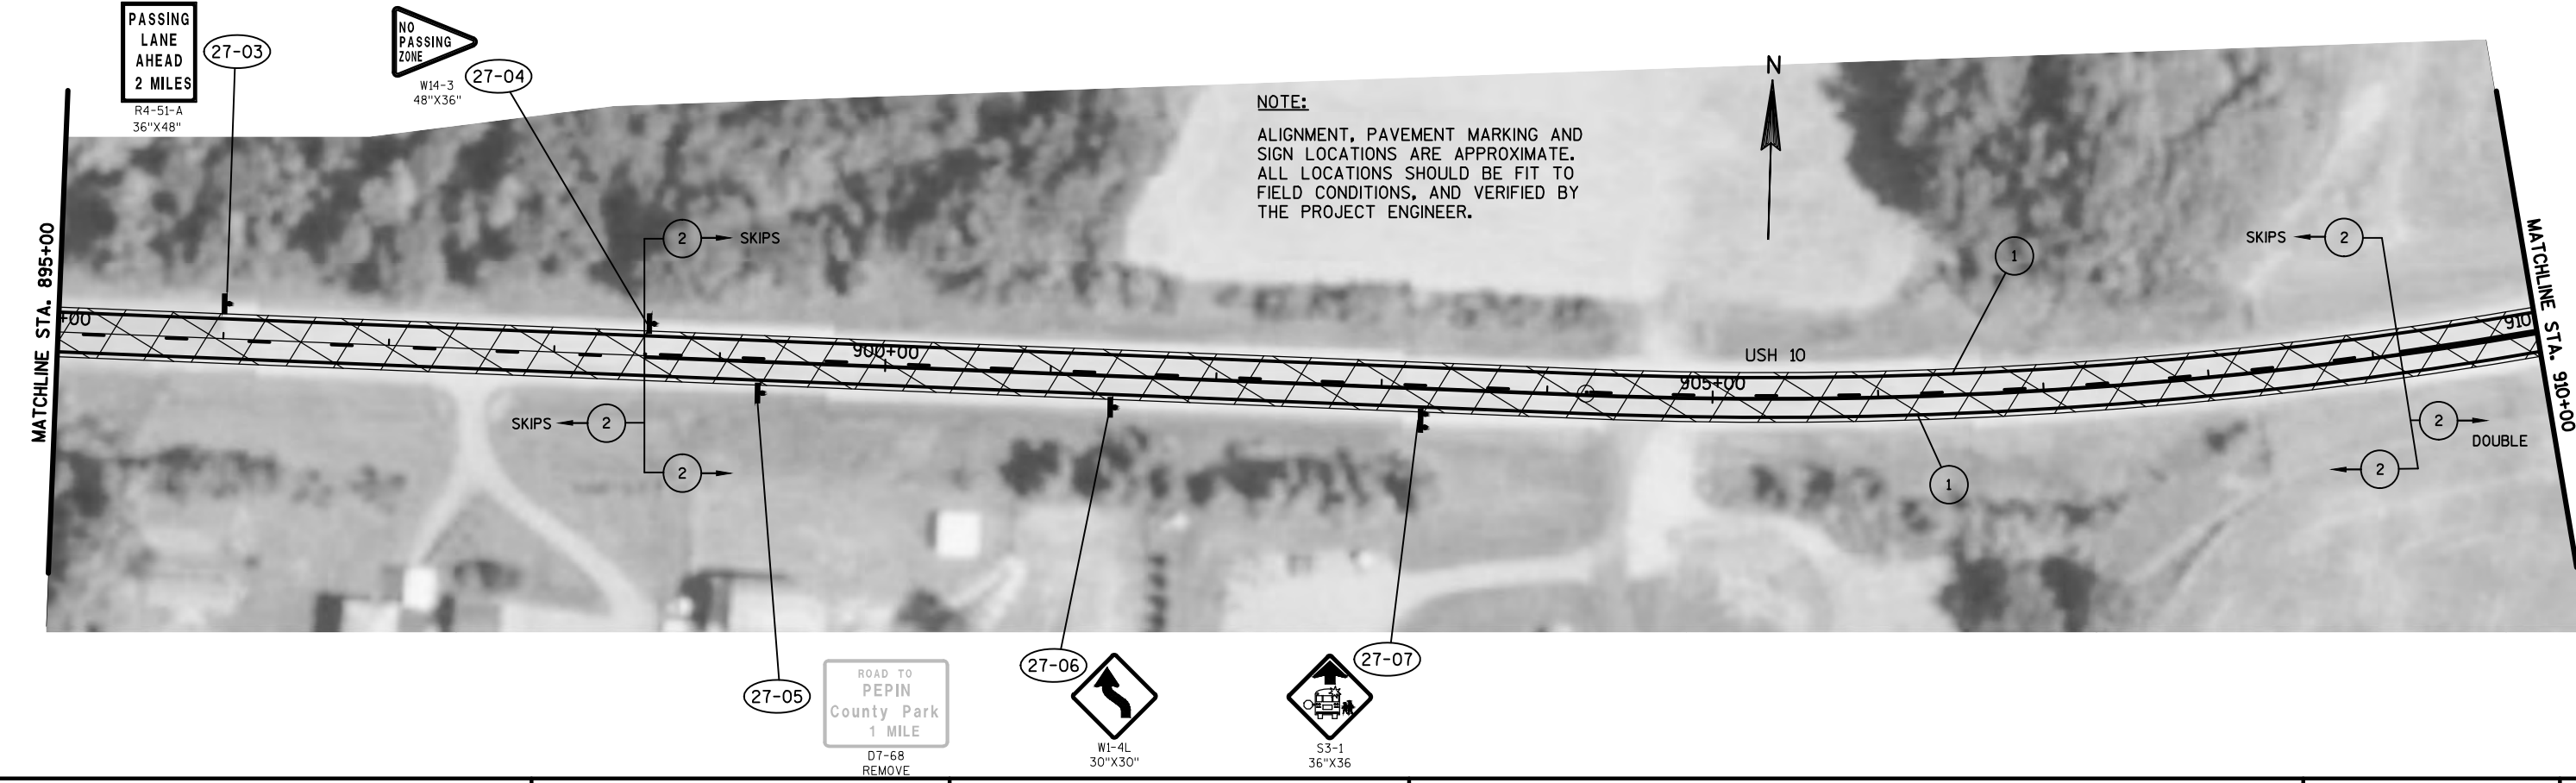 PASSING
LANE
AHEAD
2 MILES
R4-51-A
36"X48"
27-03
NO
PASSING
ZONE
W14-3
48"X36"
27-04
NOTE:
ALIGNMENT, PAVEMENT MARKING AND
SIGN LOCATIONS ARE APPROXIMATE.
ALL LOCATIONS SHOULD BE FIT TO
FIELD CONDITIONS, AND VERIFIED BY
THE PROJECT ENGINEER.
N
MATCHLINE STA. 895+00
2 SKIPS
1
SKIPS 2
MATCHLINE STA. 910+00
+00
900+00
USH 10
905+00
910
SKIPS 2
2
1
2
DOUBLE
2
27-05
ROAD TO
PEPIN
County Park
1 MILE
D7-68
REMOVE
27-06
W1-4L
30"X30"
27-07
S3-1
36"X36